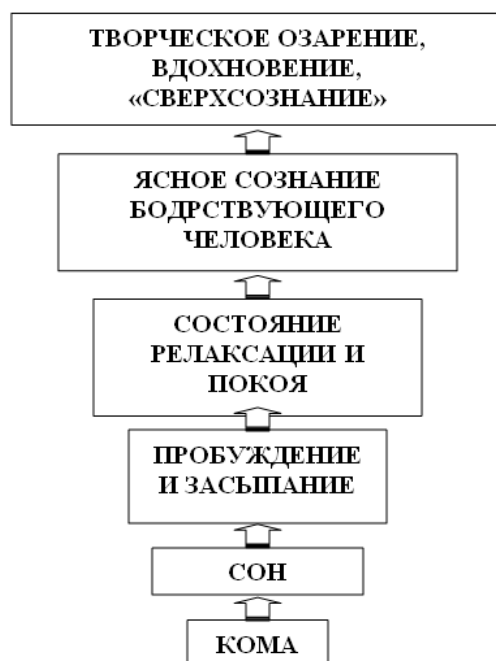 ТВОРЧЕСКОЕ ОЗАРЕНИЕ,
ВДОХНОВЕНИЕ,
«СВЕРХСОЗНАНИЕ»
ЯСНОЕ СОЗНАНИЕ
БОДРСТВУЮЩЕГО
ЧЕЛОВЕКА
СОСТОЯНИЕ
РЕЛАКСАЦИИ И
ПОКОЯ
ПРОБУЖДЕНИЕ
И ЗАСЫПАНИЕ
СОН
КОМА